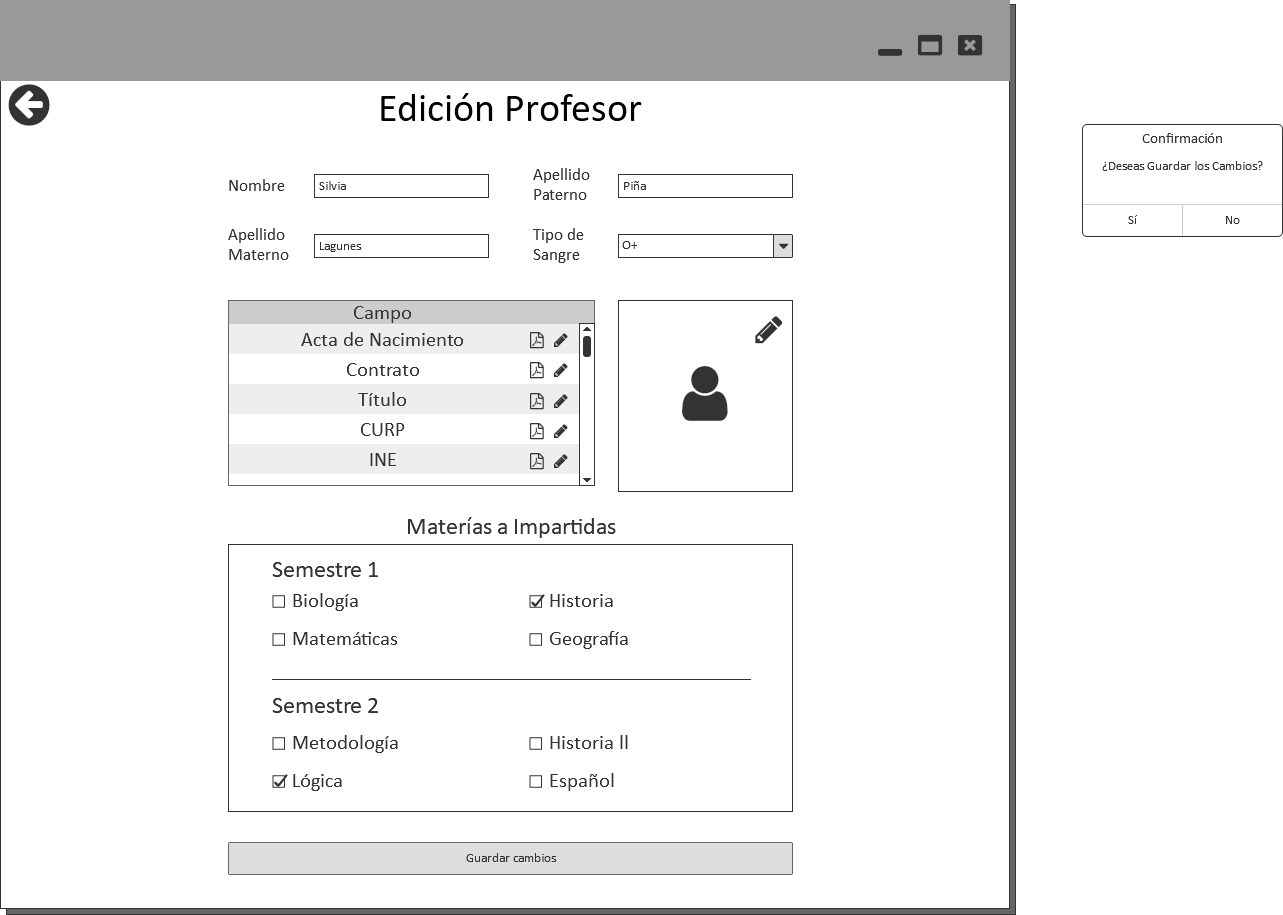 Edición Profesor
Confirmación
¿Deseas Guardar los Cambios?
Sí
No
Nombre
Silvia
Apellido
Paterno
Piña
Apellido
Materno
Lagunes
Tipo de
Sangre
O+
Campo
Acta de Nacimiento
Contrato
Título
CURP
INE
Materías a Impartidas
Semestre 1
Biología
Historia
Matemáticas
Geografía
Semestre 2
Metodología
Historia ll
Lógica
Español
Guardar cambios